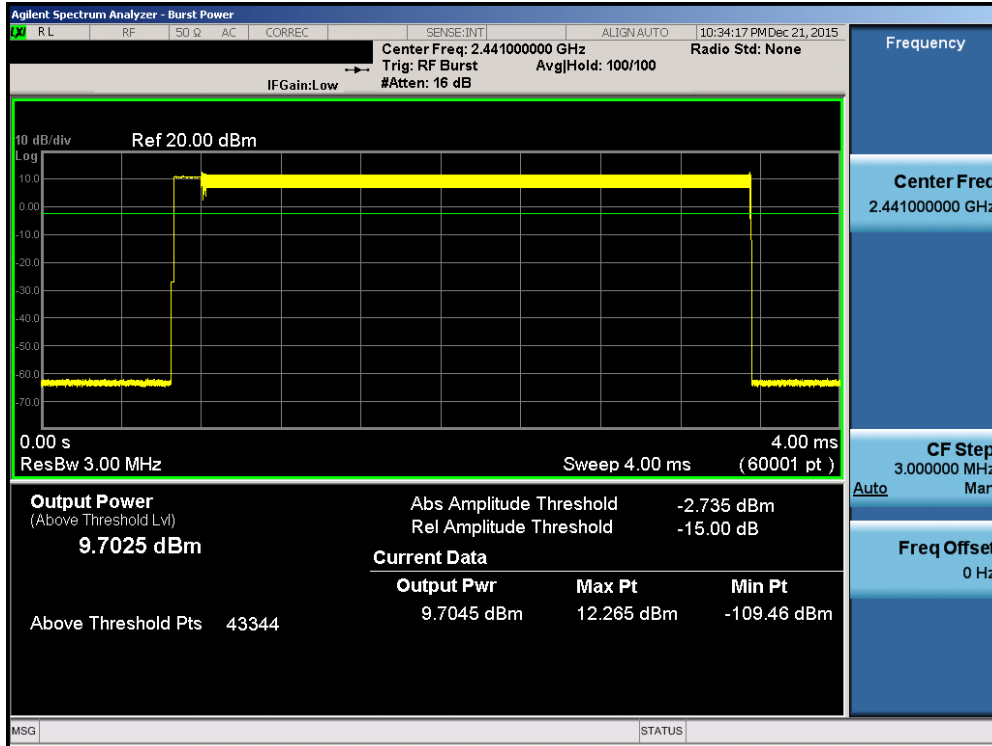 Agilent Spectrum Analyzer - Burst Power
LXI RL RF 50 Ω AC CORREC SENSE:INT ALIGN AUTO 10:34:17 PM Dec 21, 2015
Center Freq: 2.441000000 GHz Radio Std: None
Trig: RF Burst Avg|Hold: 100/100
IFGain:Low #Atten: 16 dB
10 dB/div Ref 20.00 dBm
Log
10.0
0.00
-10.0
-20.0
-30.0
-40.0
-50.0
-60.0
-70.0
0.00 s 4.00 ms
ResBw 3.00 MHz Sweep 4.00 ms (60001 pt)
Output Power
(Above Threshold Lvl)
9.7025 dBm
Above Threshold Pts 43344
Abs Amplitude Threshold -2.735 dBm
Rel Amplitude Threshold -15.00 dB
Current Data
Output Pwr Max Pt Min Pt
9.7045 dBm 12.265 dBm -109.46 dBm
Frequency
Center Freq
2.441000000 GHz
CF Step
3.000000 MHz
Auto Man
Freq Offset
0 Hz
MSG STATUS